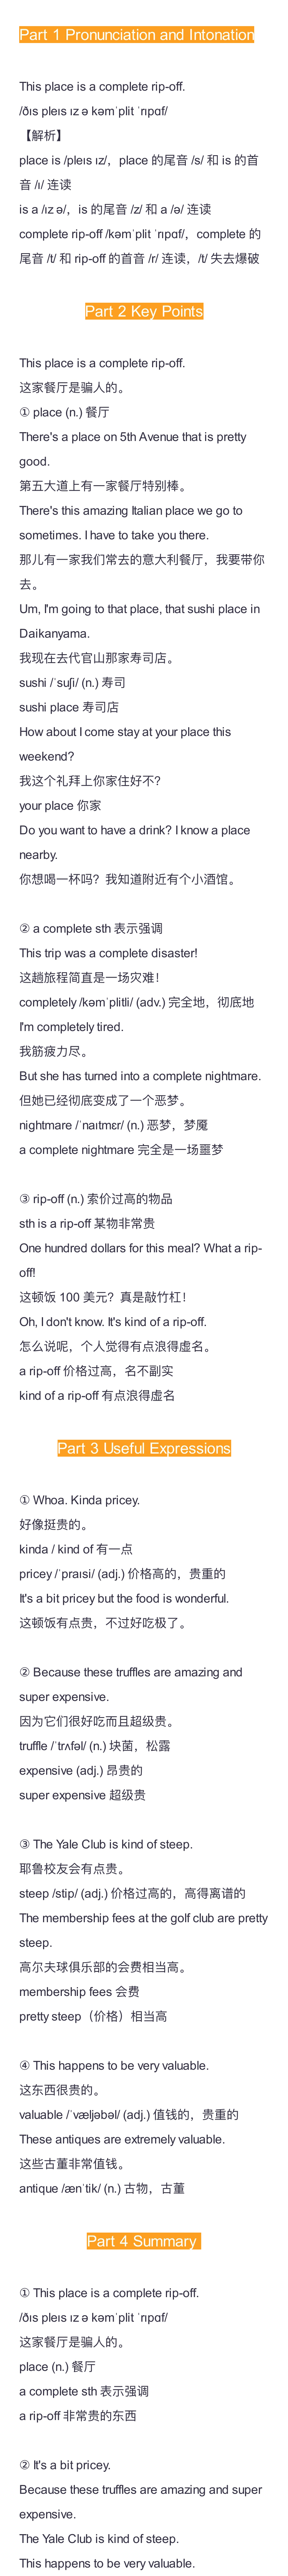 Part 1 Pronunciation and Intonation
This place is a complete rip-off.
/ðɪs pleɪs ɪz ə kəmˈplit ˈrɪpɑf/
【解析】
place is /pleɪs ɪz/，place 的尾音 /s/ 和 is 的首
音 /ɪ/ 连读
is a /ɪz ə/，is 的尾音 /z/ 和 a /ə/ 连读
complete rip-off /kəmˈplit ˈrɪpɑf/，complete 的
尾音 /t/ 和 rip-off 的首音 /r/ 连读，/t/ 失去爆破
Part 2 Key Points
This place is a complete rip-off.
这家餐厅是骗人的。
① place (n.) 餐厅
There's a place on 5th Avenue that is pretty
good.
第五大道上有一家餐厅特别棒。
There's this amazing Italian place we go to
sometimes. I have to take you there.
那儿有一家我们常去的意大利餐厅，我要带你
去。
Um, I'm going to that place, that sushi place in
Daikanyama.
我现在去代官山那家寿司店。
sushi /ˈsuʃi/ (n.) 寿司
sushi place 寿司店
How about I come stay at your place this
weekend?
我这个礼拜上你家住好不？
your place 你家
Do you want to have a drink? I know a place
nearby.
你想喝一杯吗？我知道附近有个小酒馆。
② a complete sth 表示强调
This trip was a complete disaster!
这趟旅程简直是一场灾难！
completely /kəmˈplitli/ (adv.) 完全地，彻底地
I'm completely tired.
我筋疲力尽。
But she has turned into a complete nightmare.
但她已经彻底变成了一个恶梦。
nightmare /ˈnaɪtmɛr/ (n.) 恶梦，梦魇
a complete nightmare 完全是一场噩梦
③ rip-off (n.) 索价过高的物品
sth is a rip-off 某物非常贵
One hundred dollars for this meal? What a rip-
off!
这顿饭 100 美元？真是敲竹杠！
Oh, I don't know. It's kind of a rip-off.
怎么说呢，个人觉得有点浪得虚名。
a rip-off 价格过高，名不副实
kind of a rip-off 有点浪得虚名
Part 3 Useful Expressions
① Whoa. Kinda pricey.
好像挺贵的。
kinda / kind of 有一点
pricey /ˈpraɪsi/ (adj.) 价格高的，贵重的
It's a bit pricey but the food is wonderful.
这顿饭有点贵，不过好吃极了。
② Because these truffles are amazing and
super expensive.
因为它们很好吃而且超级贵。
truffle /ˈtrʌfəl/ (n.) 块菌，松露
expensive (adj.) 昂贵的
super expensive 超级贵
③ The Yale Club is kind of steep.
耶鲁校友会有点贵。
steep /stip/ (adj.) 价格过高的，高得离谱的
The membership fees at the golf club are pretty
steep.
高尔夫球俱乐部的会费相当高。
membership fees 会费
pretty steep（价格）相当高
④ This happens to be very valuable.
这东西很贵的。
valuable /ˈvæljəbəl/ (adj.) 值钱的，贵重的
These antiques are extremely valuable.
这些古董非常值钱。
antique /ænˈtik/ (n.) 古物，古董
Part 4 Summary
① This place is a complete rip-off.
/ðɪs pleɪs ɪz ə kəmˈplit ˈrɪpɑf/
这家餐厅是骗人的。
place (n.) 餐厅
a complete sth 表示强调
a rip-off 非常贵的东西
② It's a bit pricey.
Because these truffles are amazing and super
expensive.
The Yale Club is kind of steep.
This happens to be very valuable.